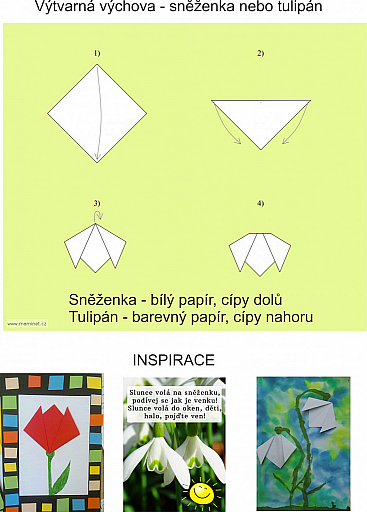 Výtvarná výchova - sněženka nebo tulipán
1)
2)
3)
4)
Sněženka - bílý papír, cípy dolů
Tulipán - barevný papír, cípy nahoru
www.maminet.cz
INSPIRACE
Slunce volá na sněženku,
podívej se jak je venku!
Slunce volá do oken, děti,
halo, pojďte ven!